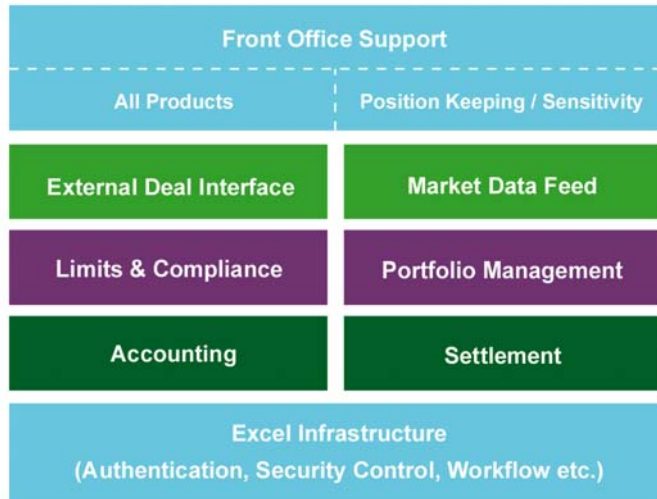 Front Office Support
All Products
Position Keeping / Sensitivity
External Deal Interface
Market Data Feed
Limits & Compliance
Portfolio Management
Accounting
Settlement
Excel Infrastructure
(Authentication, Security Control, Workflow etc.)